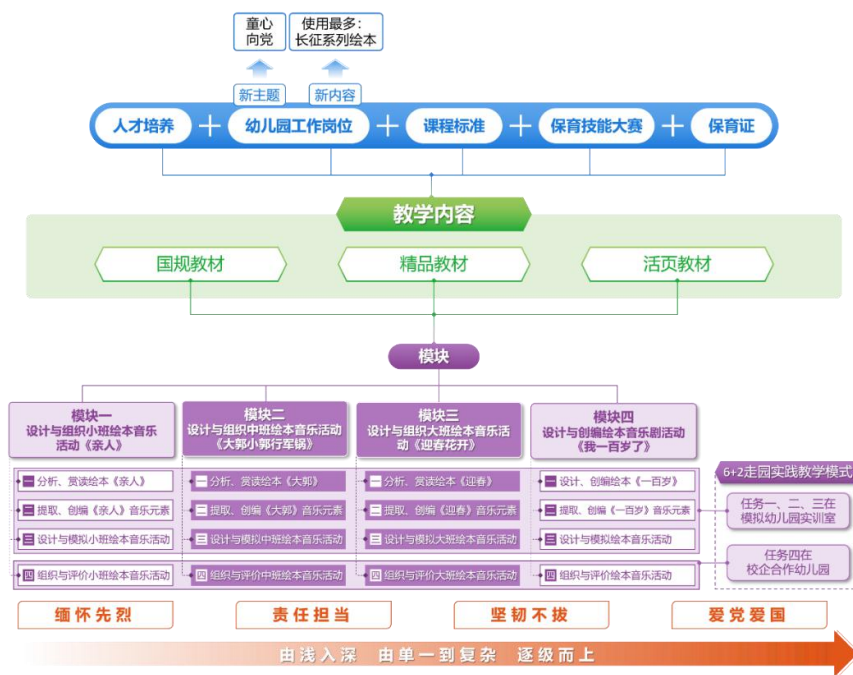 童心
向党
使用最多:
长征系列绘本
新主题
新内容
人才培养
幼儿园工作岗位
课程标准
保育技能大赛
保育证
教学内容
国规教材
精品教材
活页教材
模块
模块一
设计与组织小班绘本音乐
活动《亲人》
模块二
设计与组织中班绘本音乐活动
《大郭小郭行军锅》
模块三
设计与组织大班绘本音乐活
动《迎春花开》
模块四
设计与创编绘本音乐剧活动
《我一百岁了》
一 分析、赏读绘本《亲人》
二 提取、创编《亲人》音乐元素
三 设计与模拟小班绘本音乐活动
四 组织与评价小班绘本音乐活动
一 分析、赏读绘本《大郭》
二 提取、创编《大郭》音乐元素
三 设计与模拟中班绘本音乐活动
四 组织与评价中班绘本音乐活动
一 分析、赏读绘本《迎春》
二 提取、创编《迎春》音乐元素
三 设计与模拟大班绘本音乐活动
四 组织与评价大班绘本音乐活动
一 设计、创编绘本《一百岁》
二 提取、创编《一百岁》音乐元素
三 设计与模拟绘本音乐活动
四 组织与评价绘本音乐活动
6+2走园实践教学模式
任务一、二、三在
模拟幼儿园实训室
任务四在
校企合作幼儿园
缅怀先烈
责任担当
坚韧不拔
爱党爱国
由浅入深 由单一到复杂 逐级而上